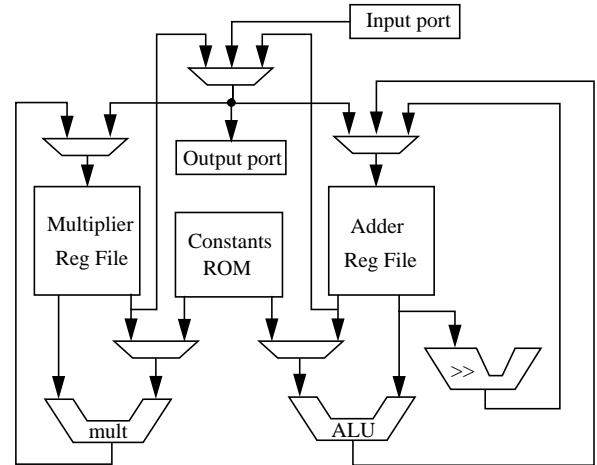 Input port
Output port
Multiplier
Reg File
Constants
ROM
Adder
Reg File
>>
mult
ALU